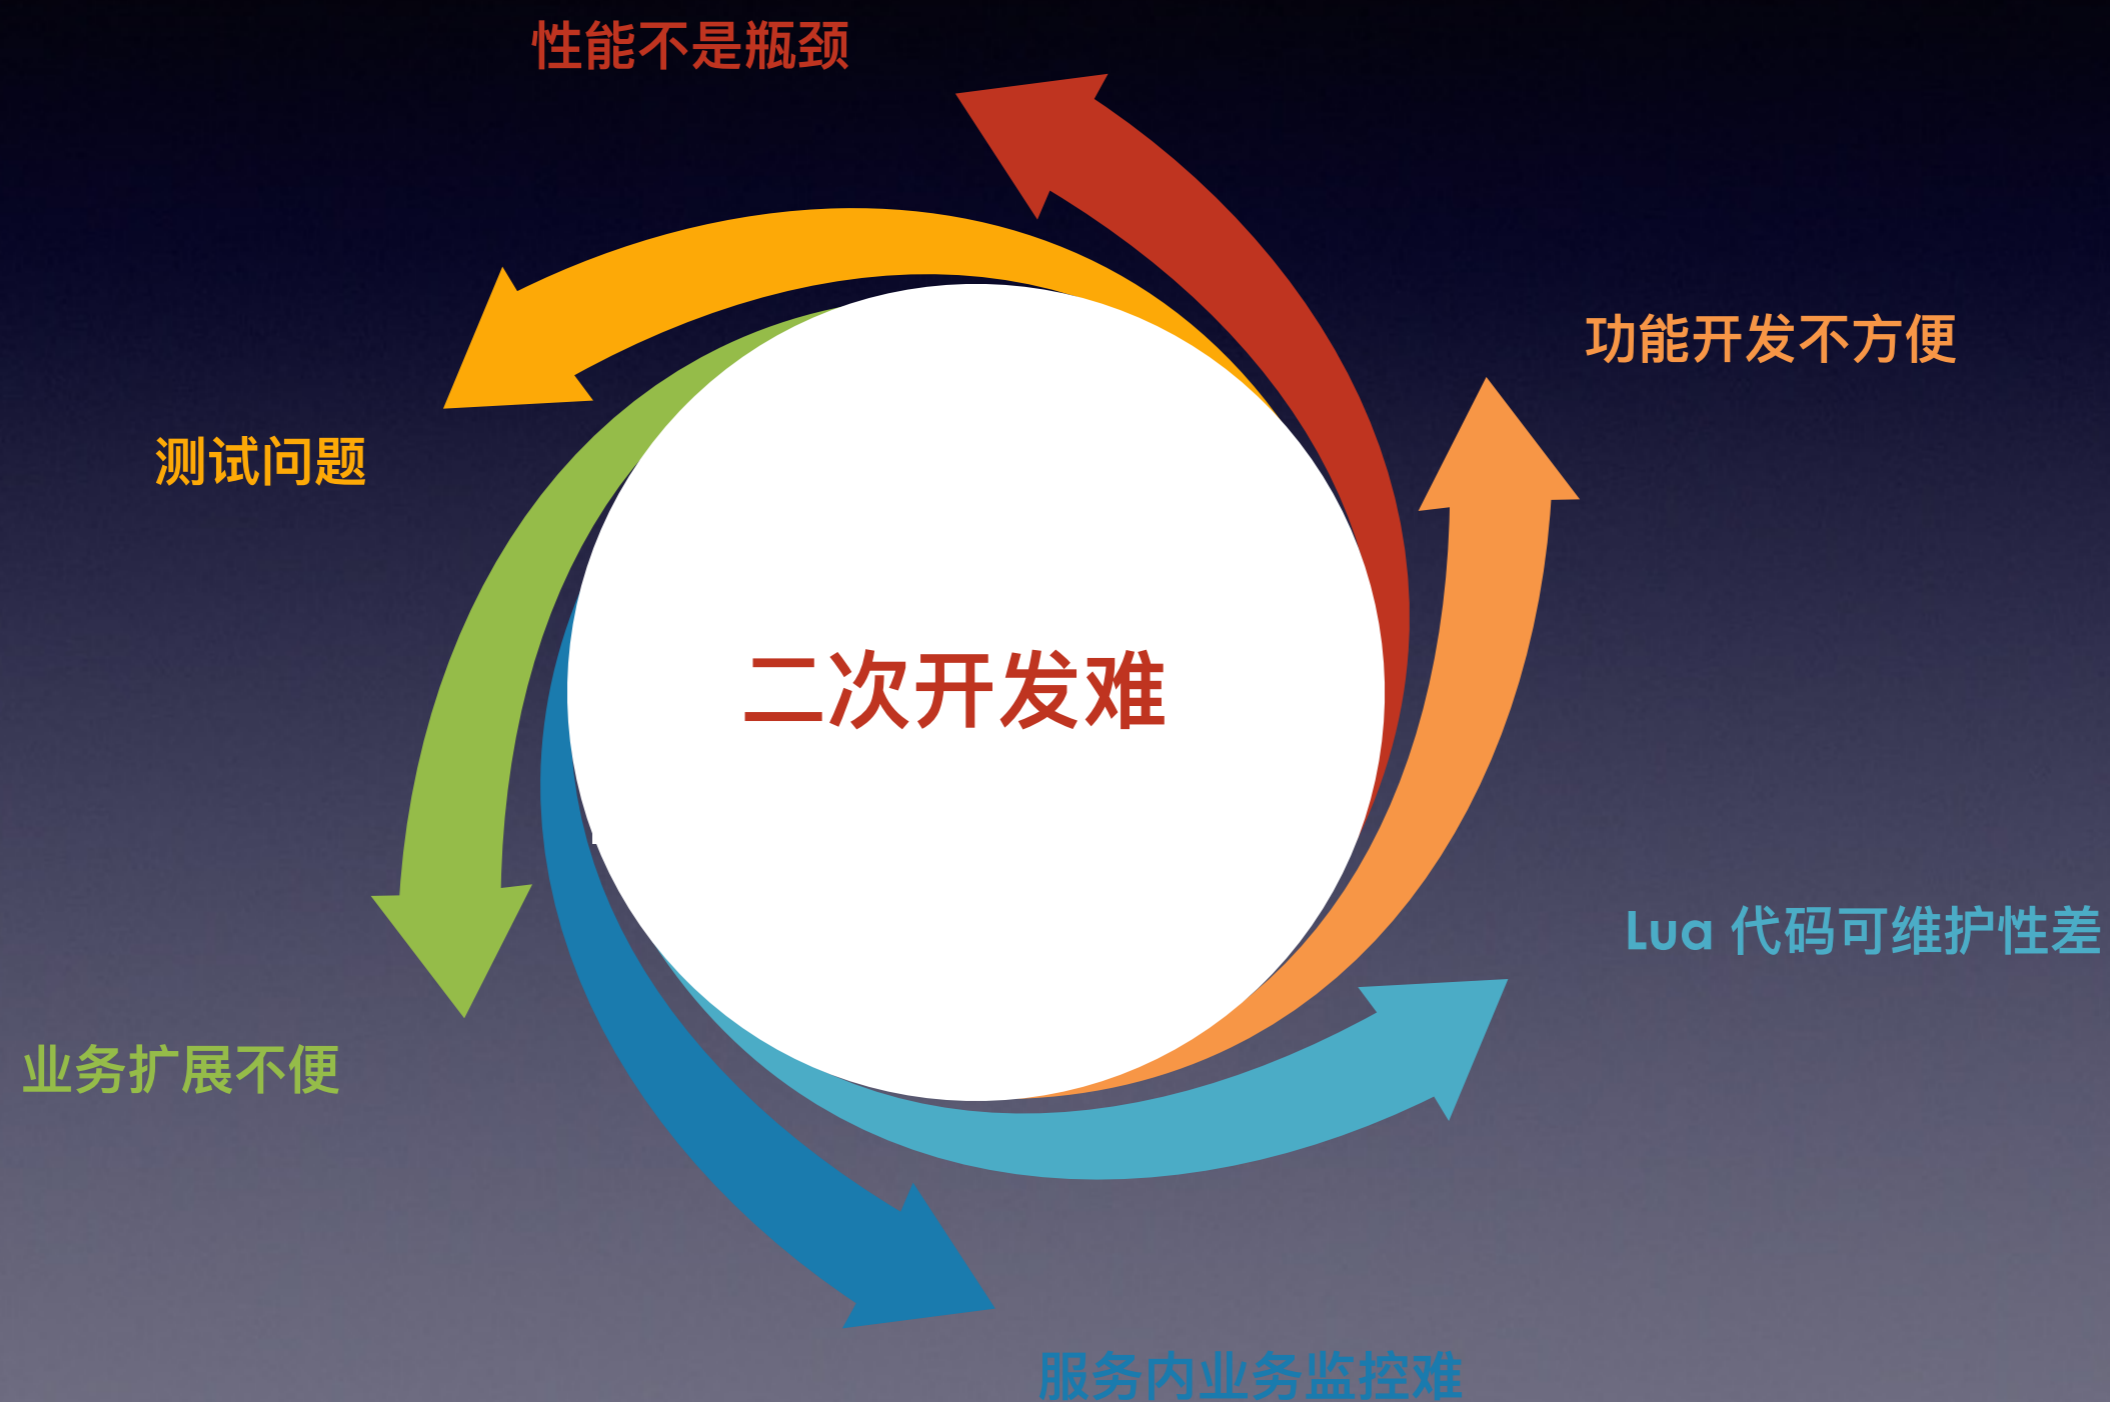 性能不是瓶颈
功能开发不方便
测试问题
二次开发难
Lua 代码可维护性差
业务扩展不便
服务内业务监控难